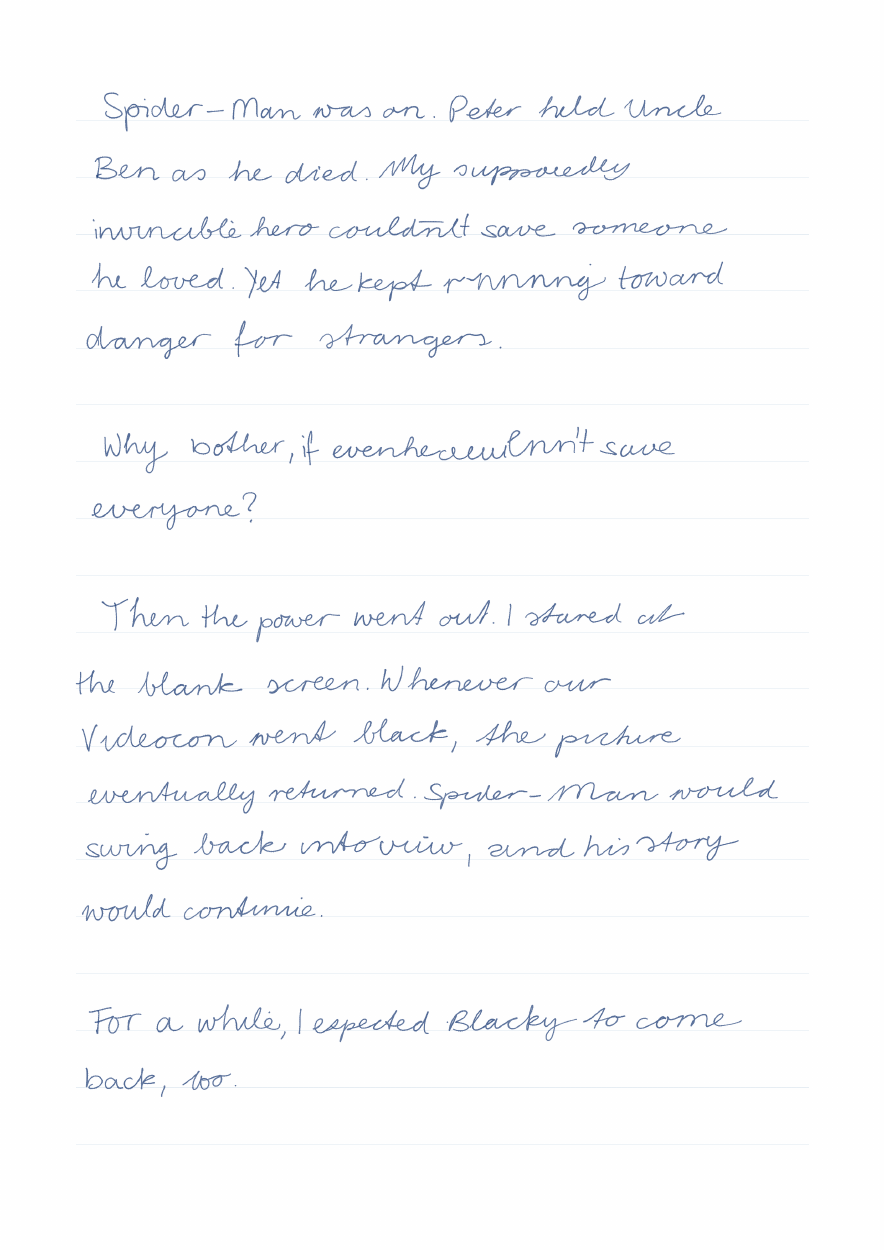 Spider-Man was on. Peter held Uncle
Ben as he died. My supposedly
invincible hero couldn't save someone
he loved. Yet he kept running toward
danger for strangers.
Why bother, if even he couldn't save
everyone?
Then the power went out. I stared at
the blank screen. Whenever our
Videocon went black, the picture
eventually returned. Spider-Man would
swing back into view, and his story
would continue.
For a while, I expected Blacky to come
back, too.